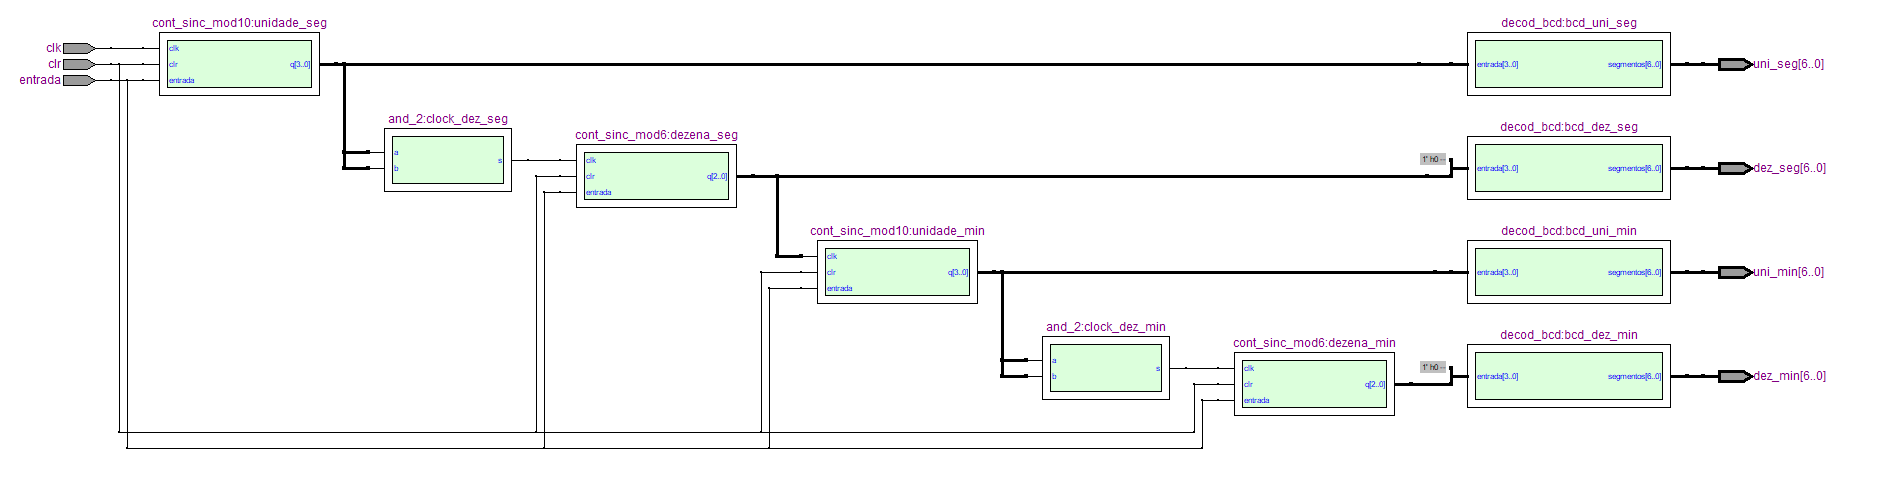 cont_sinc_mod10:unidade_seg
clk
clr
entrada
clk
clr
entrada
q[3..0]
decod_bcd:bcd_uni_seg
entrada[3..0]
segmentos[6..0]
uni_seg[6..0]
and_2:clock_dez_seg
a
b
s
cont_sinc_mod6:dezena_seg
clk
clr
entrada
q[2..0]
decod_bcd:bcd_dez_seg
1' h0
entrada[3..0]
segmentos[6..0]
dez_seg[6..0]
cont_sinc_mod10:unidade_min
clk
clr
entrada
q[3..0]
decod_bcd:bcd_uni_min
entrada[3..0]
segmentos[6..0]
uni_min[6..0]
and_2:clock_dez_min
a
b
s
cont_sinc_mod6:dezena_min
clk
clr
entrada
q[2..0]
decod_bcd:bcd_dez_min
1' h0
entrada[3..0]
segmentos[6..0]
dez_min[6..0]